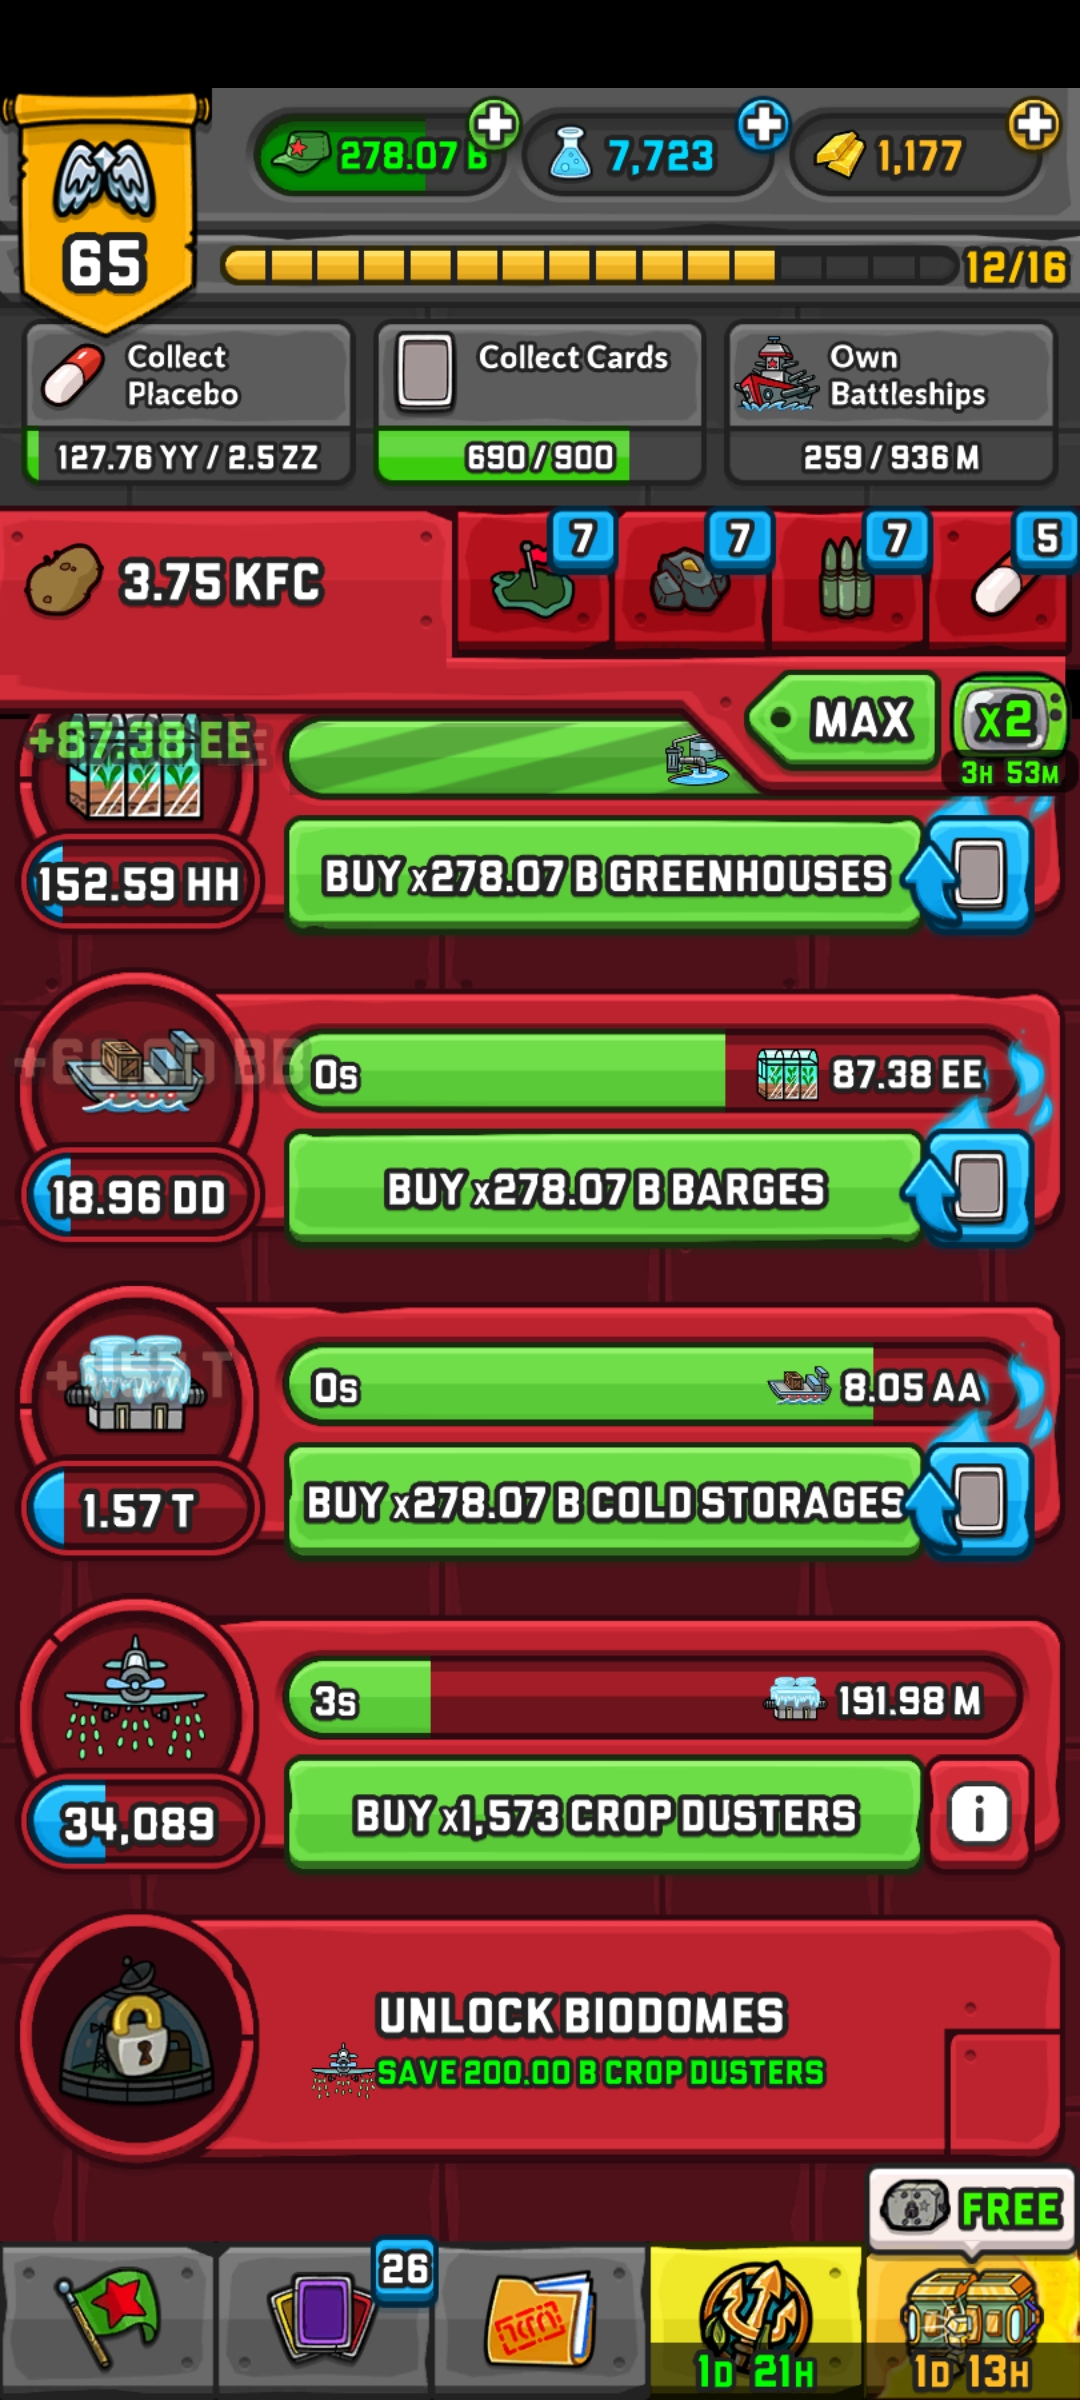 278.07 B
7,723
1,177
65
12/16
Collect
Placebo
Collect Cards
Own
Battleships
127.76 YY / 2.5 ZZ
690/900
259/936 M
3.75 KFC
7
7
7
5
MAX
x2
3H 53M
+87.38 EE
152.59 HH
BUY x278.07 B GREENHOUSES
0s
87.38 EE
18.96 DD
BUY x278.07 B BARGES
0s
8.05 AA
1.57 T
BUY x278.07 B COLD STORAGES
3s
191.98 M
34,089
BUY x1,573 CROP DUSTERS
i
UNLOCK BIODOMES
SAVE 200.00 B CROP DUSTERS
FREE
26
1D 21H
1D 13H